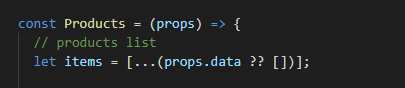 const Products = (props) => {
// products list
let items = [...(props.data ?? [])];